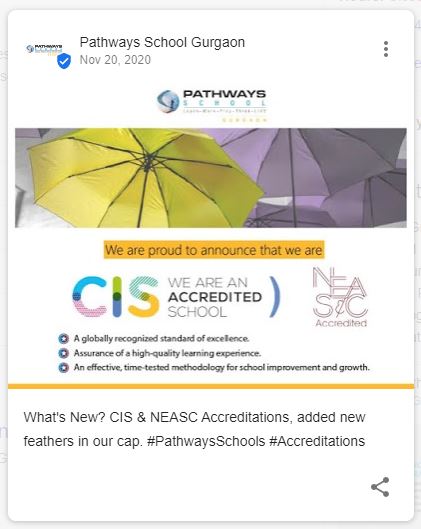 Pathways School Gurgaon
Nov 20, 2020
PATHWAYS
SCHOOL
GURGAON
We are proud to announce that we are
CIS
WE ARE AN
ACCREDITED
SCHOOL
NEASC
Accredited
A globally recognized standard of excellence.
Assurance of a high-quality learning experience.
An effective, time-tested methodology for school improvement and growth.
What's New? CIS & NEASC Accreditations, added new
feathers in our cap. #PathwaysSchools #Accreditations